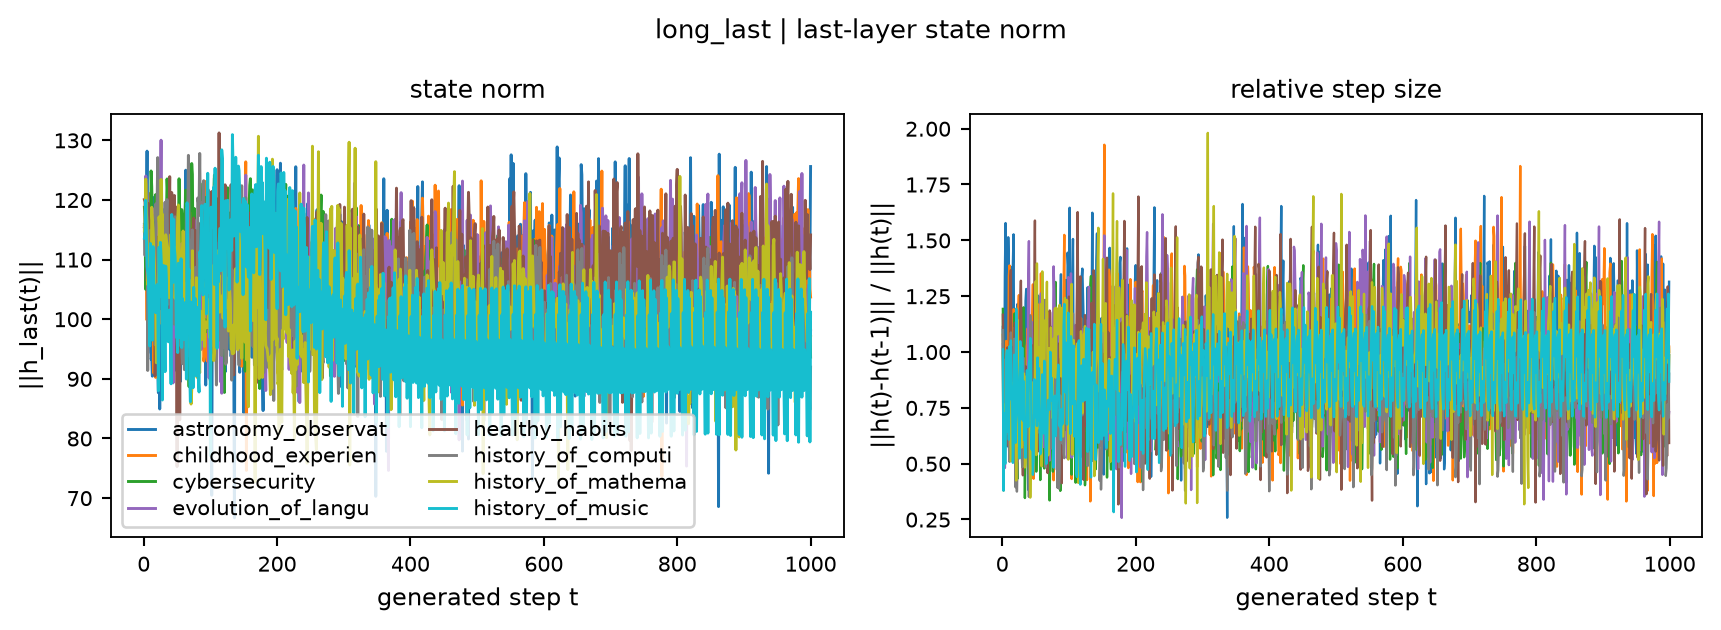 long_last | last-layer state norm
state norm
||h_last(t)||
130
120
110
100
90
80
70
astronomy_observat
childhood_experien
cybersecurity
evolution_of_langu
healthy_habits
history_of_computi
history_of_mathema
history_of_music
0
200
400
600
800
1000
generated step t
relative step size
||h(t)-h(t-1)|| / ||h(t)||
2.00
1.75
1.50
1.25
1.00
0.75
0.50
0.25
0
200
400
600
800
1000
generated step t